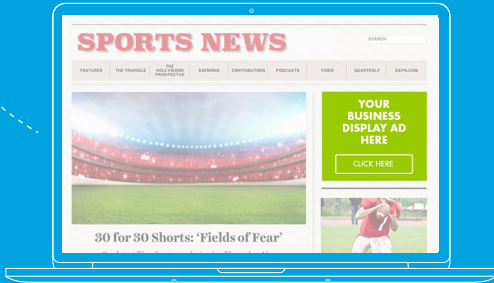 SPORTS NEWS
SEARCH
FEATURES
THE TRIANGLE
THE
HOLLYWOOD
PROSPECTUS
SIMMONS
CONTRIBUTORS
PODCASTS
VIDEO
QUARTERLY
ESPN.COM
YOUR
BUSINESS
DISPLAY AD
HERE
CLICK HERE
30 for 30 Shorts: ‘Fields of Fear’